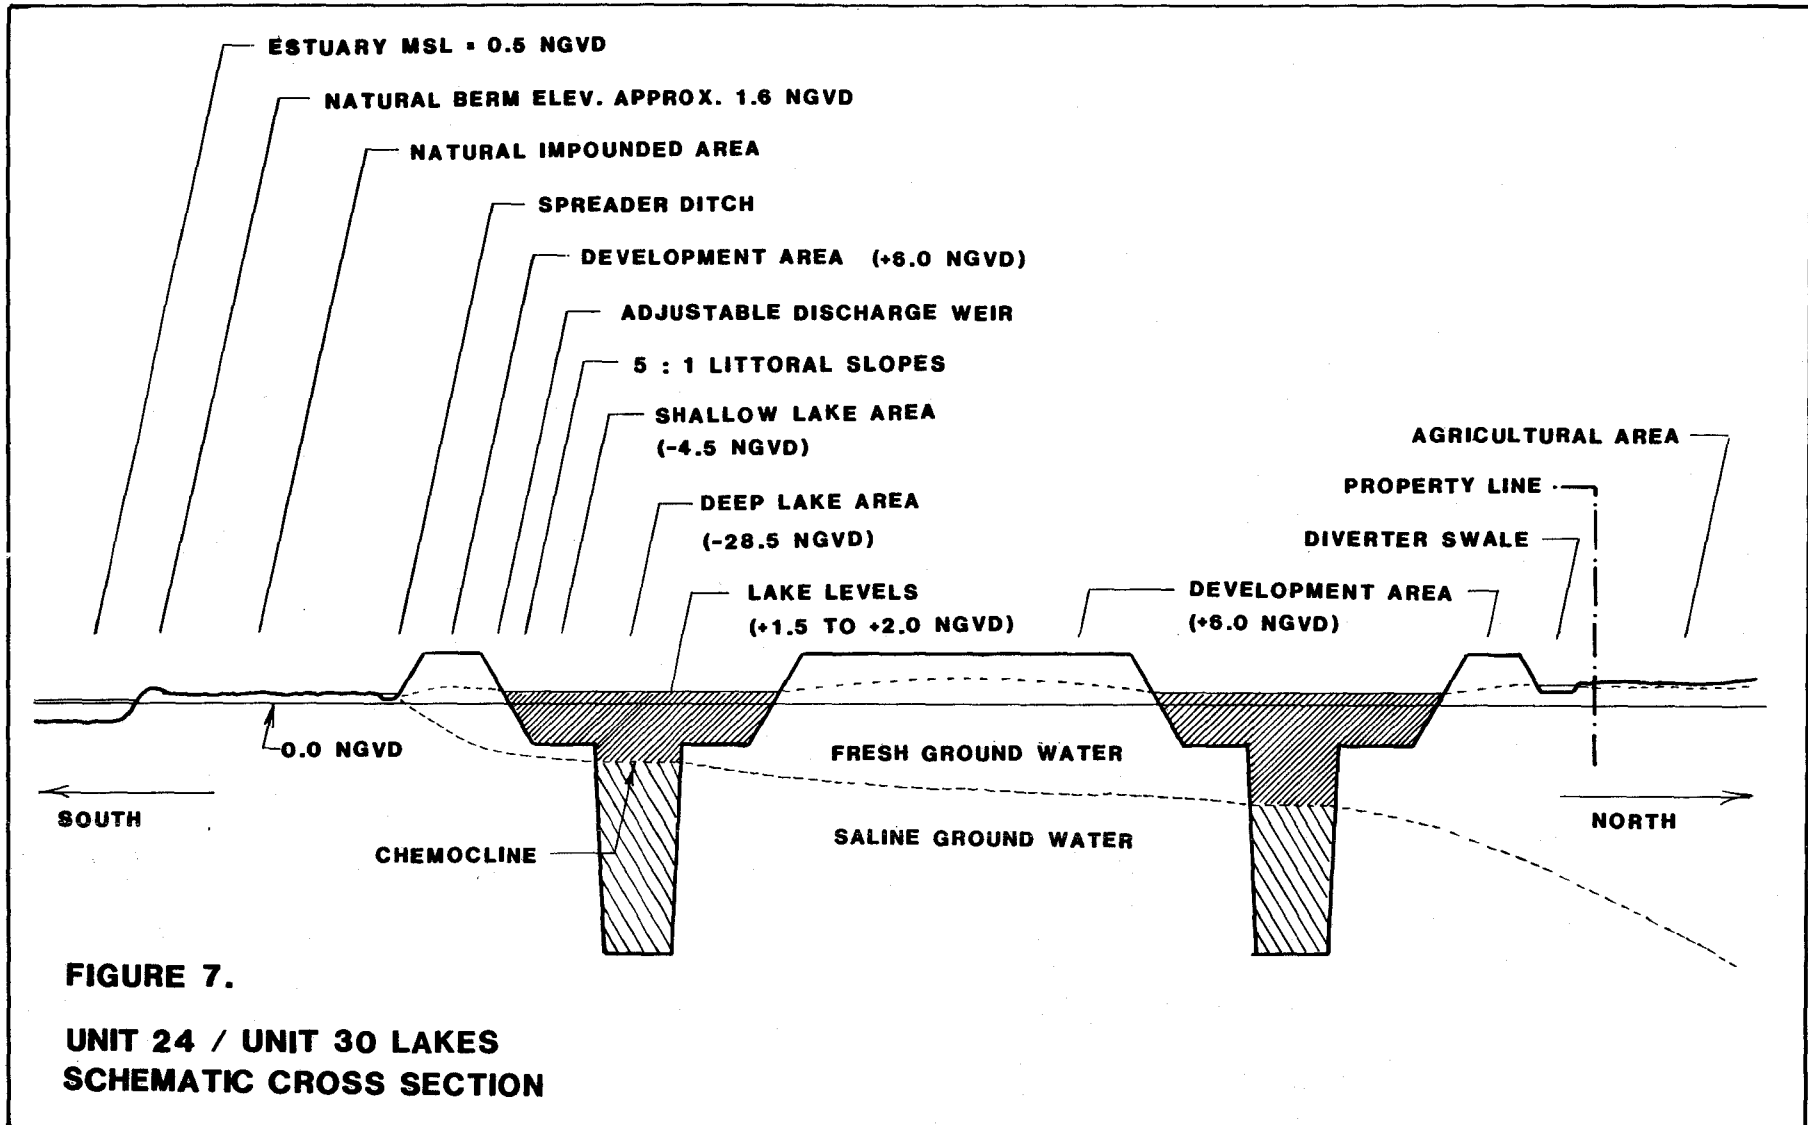 ESTUARY MSL = 0.5 NGVD
NATURAL BERM ELEV. APPROX. 1.6 NGVD
NATURAL IMPOUNDED AREA
SPREADER DITCH
DEVELOPMENT AREA (+6.0 NGVD)
ADJUSTABLE DISCHARGE WEIR
5 : 1 LITTORAL SLOPES
SHALLOW LAKE AREA
(-4.5 NGVD)
AGRICULTURAL AREA
PROPERTY LINE
DEEP LAKE AREA
(-28.5 NGVD)
DIVERTER SWALE
LAKE LEVELS
(+1.5 TO +2.0 NGVD)
DEVELOPMENT AREA
(+6.0 NGVD)
0.0 NGVD
FRESH GROUND WATER
SOUTH
NORTH
CHEMOCLINE
SALINE GROUND WATER
FIGURE 7.
UNIT 24 / UNIT 30 LAKES
SCHEMATIC CROSS SECTION